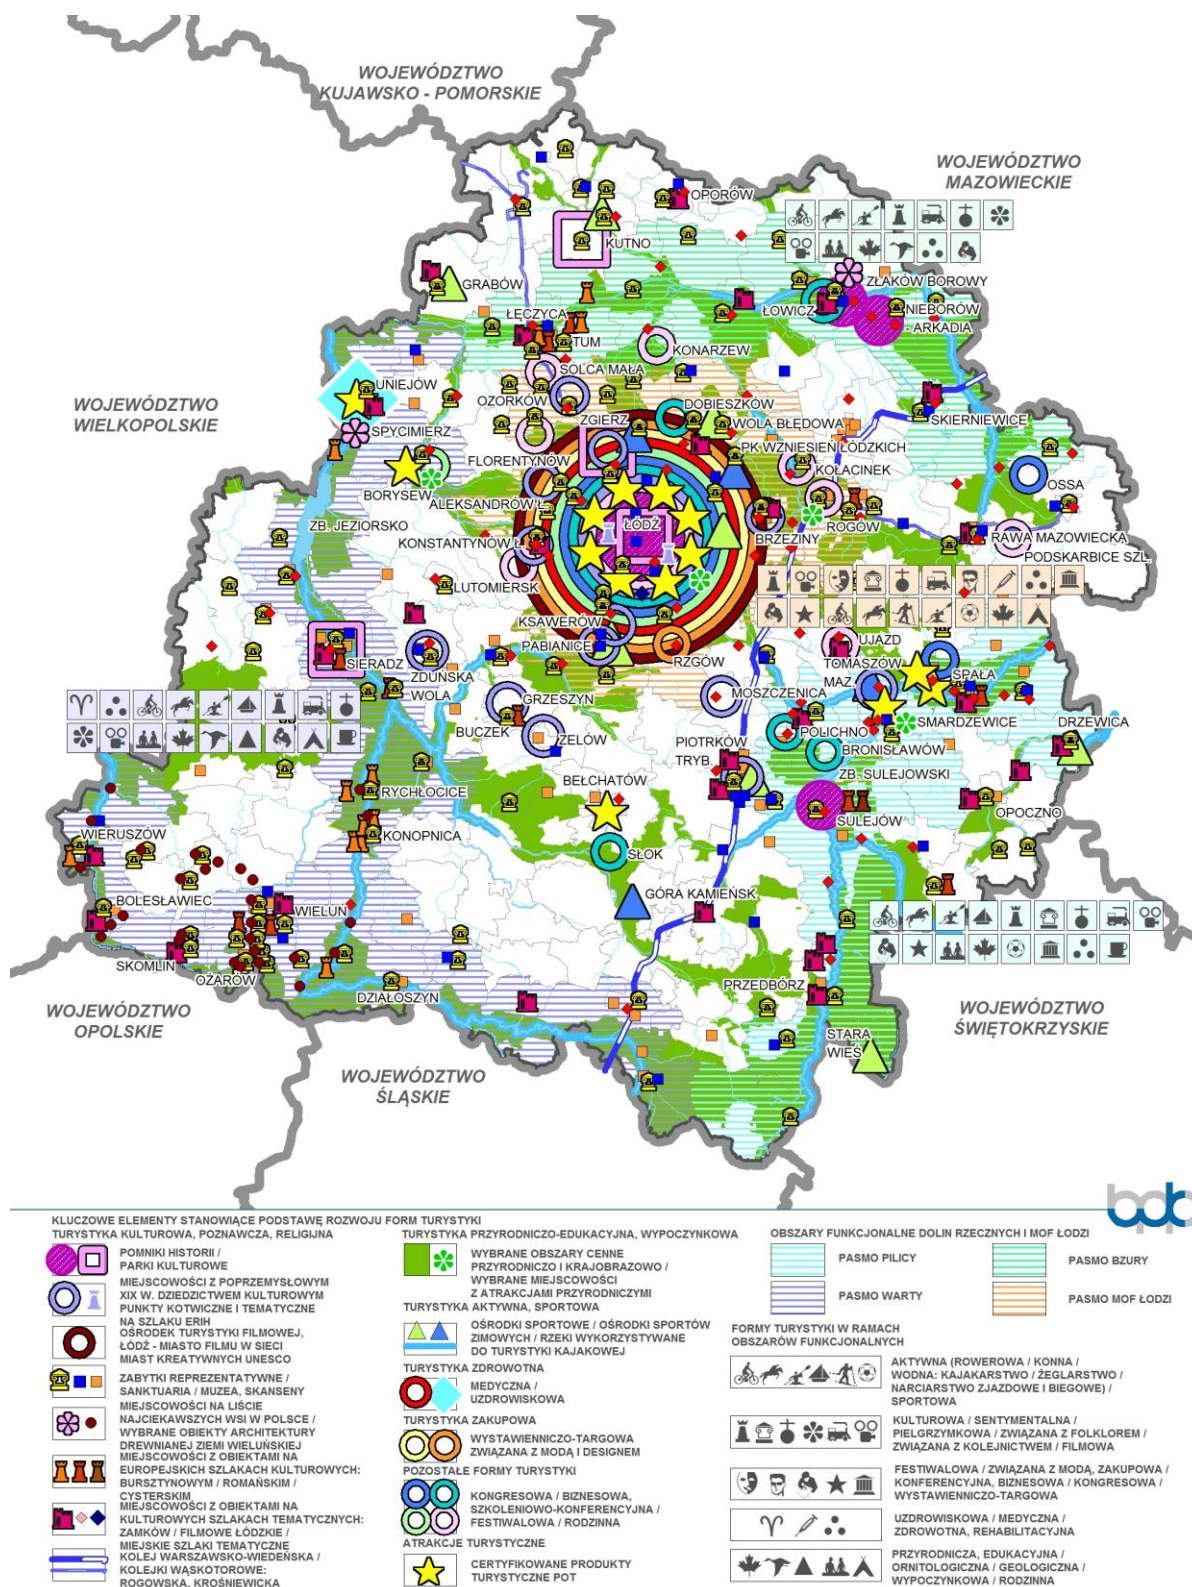 WOJEWÓDZTWO
KUJAWSKO - POMORSKIE
WOJEWÓDZTWO
MAZOWIECKIE
OPORÓW
KUTNO
ZŁAKÓW BOROWY
GRABÓW
NIEBORÓW
- ARKADIA
ŁOWICZ
ŁĘCZYCA
TUM
KONARZEW
SOLCA MAŁA
UNIEJÓW
WOJEWÓDZTWO
WIELKOPOLSKIE
OZORKÓW
DOBIESZKÓW
SKIERNIEWICE
ZGIERZ
WOLA BŁĘDOWA
SPYCIMIERZ
PK WZNIESIEŃ ŁÓDZKICH
FLORENTYNÓW
KOŁACINEK
OSSA
BORYSEW
ALEKSANDRÓW Ł.
ROGÓW
ZB. JEZIORSKO
ŁÓDŹ
BRZEZINY
RAWA MAZOWIECKA
KONSTANTYNÓW Ł.
PODSKARBICE SZL.
LUTOMIERSK
KSAWERÓW
UJAZD
PABIANICE
RZGÓW
TOMASZÓW
MAZ.
SPAŁA
SIERADZ
ZDUŃSKA
WOLA
GRZESZYN
MOSZCZENICA
SMARDZEWICE
DRZEWICA
BUCZEK
ZELÓW
POLICHNO
BRONISŁAWÓW
PIOTRKÓW
TRYB.
BEŁCHATÓW
ZB. SULEJOWSKI
RYCHŁOCICE
OPOCZNO
SULEJÓW
WIERUSZÓW
KONOPNICA
SŁOK
GÓRA KAMIEŃSK
BOLESŁAWIEC
WIELUŃ
SKOMLIN
OŻARÓW
DZIAŁOSZYN
PRZEDBÓRZ
WOJEWÓDZTWO
OPOLSKIE
WOJEWÓDZTWO
ŚWIĘTOKRZYSKIE
STARA
WIEŚ
WOJEWÓDZTWO
ŚLĄSKIE
bpp
KLUCZOWE ELEMENTY STANOWIĄCE PODSTAWĘ ROZWOJU FORM TURYSTYKI
TURYSTYKA KULTUROWA, POZNAWCZA, RELIGIJNA
POMNIKI HISTORII /
PARKI KULTUROWE
MIEJSCOWOŚCI Z POPRZEMYSŁOWYM
XIX W. DZIEDZICTWEM KULTUROWYM
PUNKTY KOTWICZNE I TEMATYCZNE
NA SZLAKU ERIH
OŚRODEK TURYSTYKI FILMOWEJ,
ŁÓDŹ - MIASTO FILMU W SIECI
MIAST KREATYWNYCH UNESCO
ZABYTKI REPREZENTATYWNE /
SANKTUARIA / MUZEA, SKANSENY
MIEJSCOWOŚCI NA LIŚCIE
NAJCIEKAWSZYCH WSI W POLSCE /
WYBRANE OBIEKTY ARCHITEKTURY
DREWNIANEJ ZIEMI WIELUŃSKIEJ
MIEJSCOWOŚCI Z OBIEKTAMI NA
EUROPEJSKICH SZLAKACH KULTUROWYCH:
BURSZTYNOWYM / ROMAŃSKIM /
CYSTERSKIM
MIEJSCOWOŚCI Z OBIEKTAMI NA
KULTUROWYCH SZLAKACH TEMATYCZNYCH:
ZAMKÓW / FILMOWE ŁÓDZKIE /
MIEJSKIE SZLAKI TEMATYCZNE
KOLEJ WARSZAWSKO-WIEDEŃSKA /
KOLEJKI WĄSKOTOROWE:
ROGOWSKA, KROŚNIEWICKA
TURYSTYKA PRZYRODNICZO-EDUKACYJNA, WYPOCZYNKOWA
WYBRANE OBSZARY CENNE
PRZYRODNICZO I KRAJOBRAZOWO /
WYBRANE MIEJSCOWOŚCI
Z ATRAKCJAMI PRZYRODNICZYMI
TURYSTYKA AKTYWNA, SPORTOWA
OŚRODKI SPORTOWE / OŚRODKI SPORTÓW
ZIMOWYCH / RZEKI WYKORZYSTYWANE
DO TURYSTYKI KAJAKOWEJ
TURYSTYKA ZDROWOTNA
MEDYCZNA /
UZDROWISKOWA
TURYSTYKA ZAKUPOWA
WYSTAWIENNICZO-TARGOWA
ZWIĄZANA Z MODĄ I DESIGNEM
POZOSTAŁE FORMY TURYSTYKI
KONGRESOWA / BIZNESOWA,
SZKOLENIOWO-KONFERENCYJNA /
FESTIWALOWA / RODZINNA
ATRAKCJE TURYSTYCZNE
CERTYFIKOWANE PRODUKTY
TURYSTYCZNE POT
OBSZARY FUNKCJONALNE DOLIN RZECZNYCH I MOF ŁODZI
PASMO PILICY
PASMO BZURY
PASMO WARTY
PASMO MOF ŁODZI
FORMY TURYSTYKI W RAMACH
OBSZARÓW FUNKCJONALNYCH
AKTYWNA (ROWEROWA / KONNA /
WODNA: KAJAKARSTWO / ŻEGLARSTWO /
NARCIARSTWO ZJAZDOWE I BIEGOWE) /
SPORTOWA
KULTUROWA / SENTYMENTALNA /
PIELGRZYMKOWA / ZWIĄZANA Z FOLKLOREM /
ZWIĄZANA Z KOLEJNICTWEM / FILMOWA
FESTIWALOWA / ZWIĄZANA Z MODĄ, ZAKUPOWA /
KONFERENCYJNA, BIZNESOWA / KONGRESOWA /
WYSTAWIENNICZO-TARGOWA
UZDROWISKOWA / MEDYCZNA /
ZDROWOTNA, REHABILITACYJNA
PRZYRODNICZA, EDUKACYJNA /
ORNITOLOGICZNA / GEOLOGICZNA /
WYPOCZYNKOWA / RODZINNA